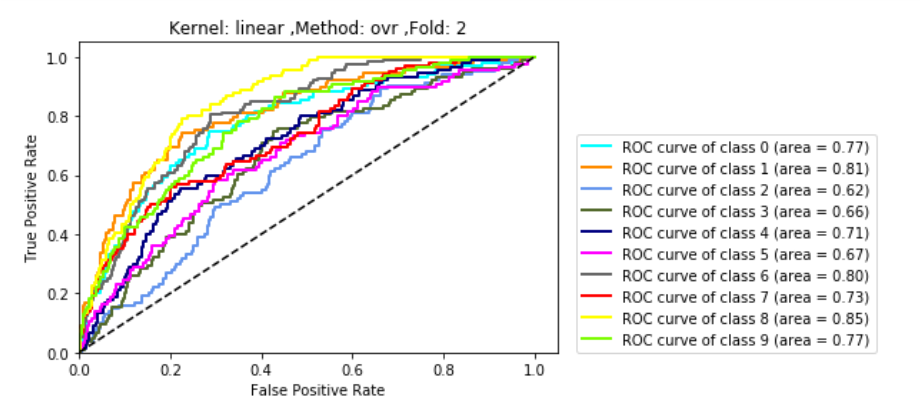 Kernel: linear ,Method: ovr ,Fold: 2
True Positive Rate
1.0
0.8
0.6
0.4
0.2
0.0
0.0 0.2 0.4 0.6 0.8 1.0
False Positive Rate
ROC curve of class 0 (area = 0.77)
ROC curve of class 1 (area = 0.81)
ROC curve of class 2 (area = 0.62)
ROC curve of class 3 (area = 0.66)
ROC curve of class 4 (area = 0.71)
ROC curve of class 5 (area = 0.67)
ROC curve of class 6 (area = 0.80)
ROC curve of class 7 (area = 0.73)
ROC curve of class 8 (area = 0.85)
ROC curve of class 9 (area = 0.77)